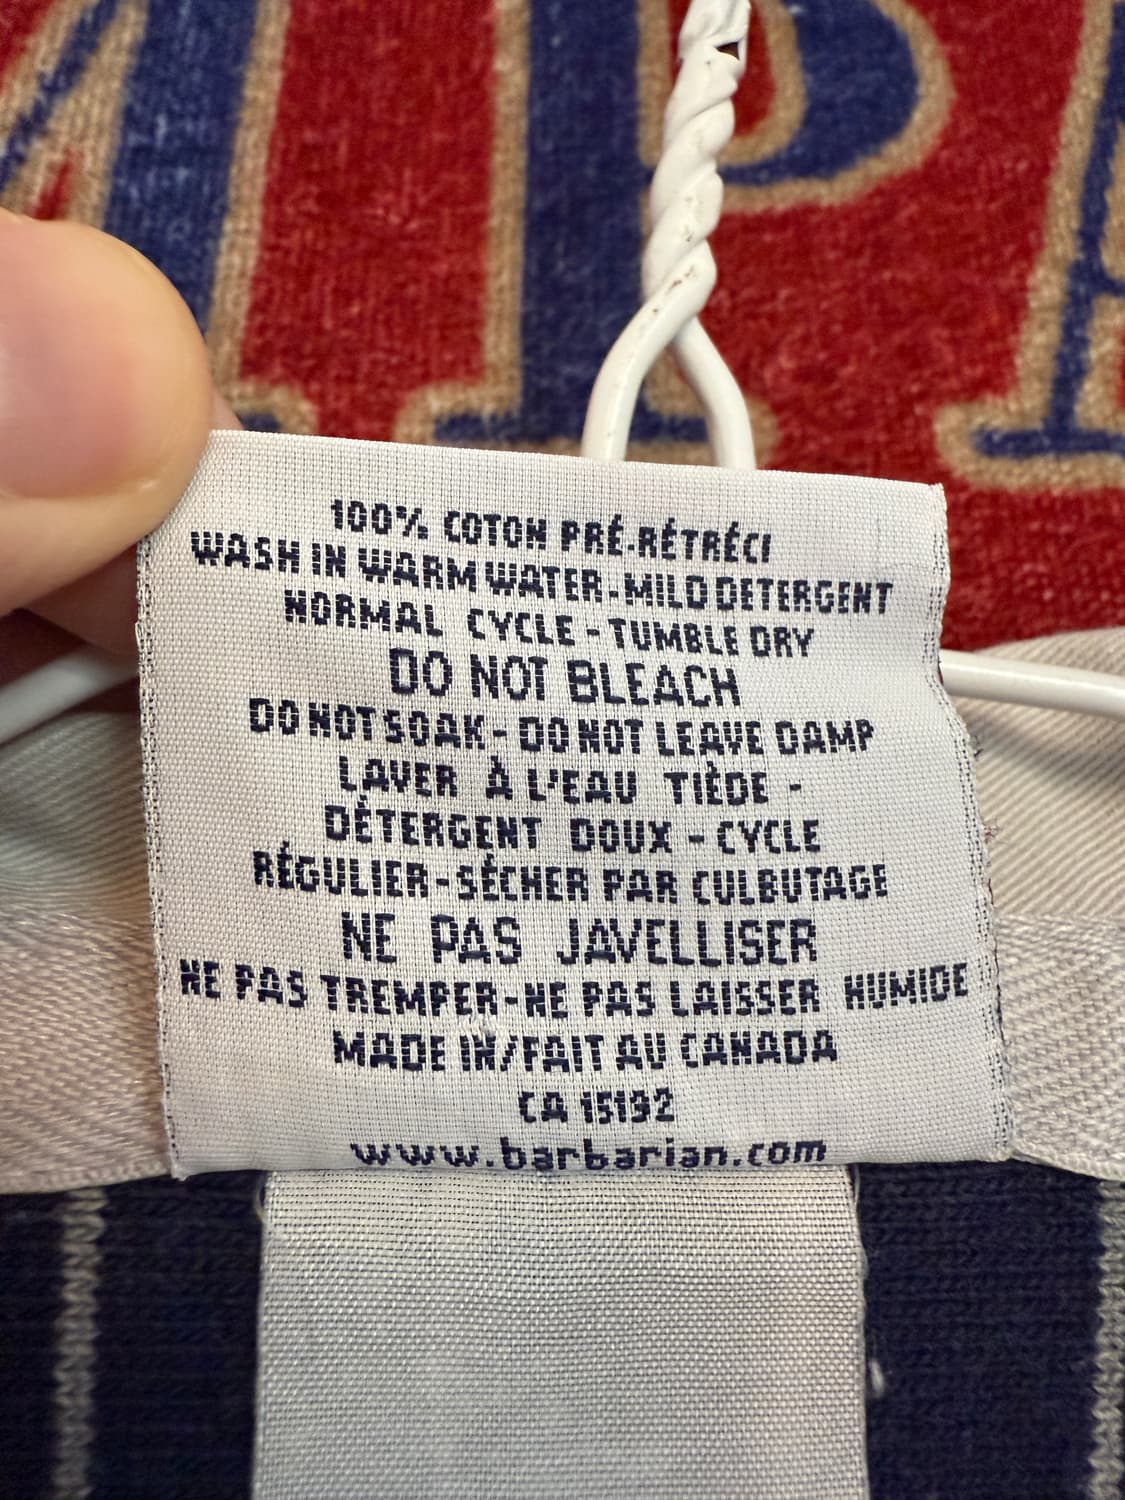 100% COTON PRÉ-RÉTRÉCI
WASH IN WARM WATER-MILD DETERGENT
NORMAL CYCLE - TUMBLE DRY
DO NOT BLEACH
DO NOT SOAK - DO NOT LEAVE DAMP
LAVER À L'EAU TIÈDE -
DÉTERGENT DOUX - CYCLE
RÉGULIER - SÉCHER PAR CULBUTAGE
NE PAS JAVELLISER
NE PAS TREMPER-NE PAS LAISSER HUMIDE
MADE IN/FAIT AU CANADA
CA 15192
www.barbarian.com